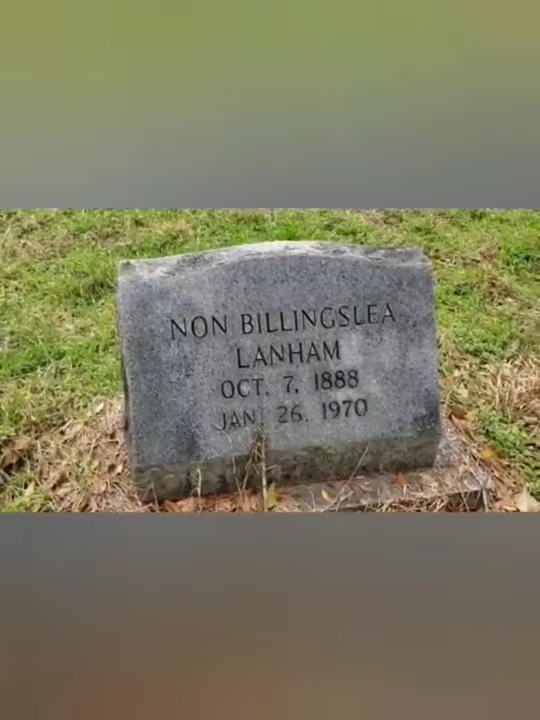 NON BILLINGSLEA
LANHAM
OCT. 7, 1888
JAN. 26, 1970